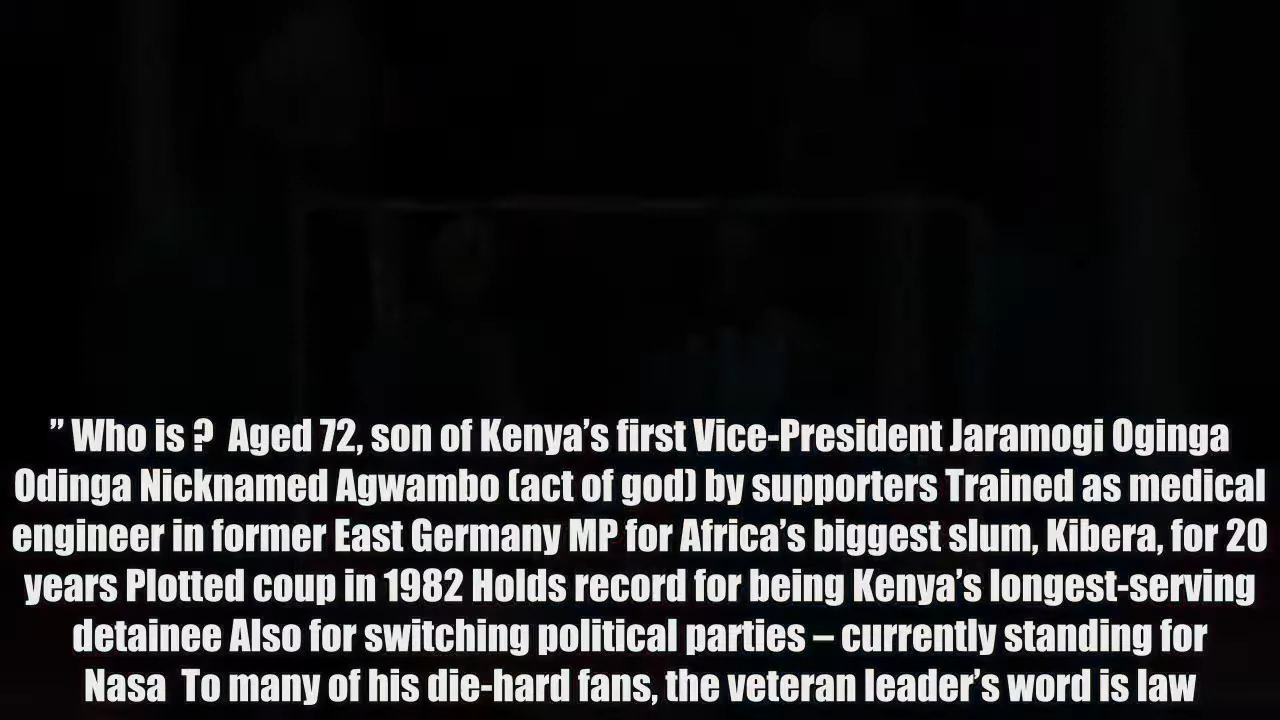 ” Who is ?  Aged 72, son of Kenya’s first Vice-President Jaramogi Oginga
Odinga Nicknamed Agwambo (act of god) by supporters Trained as medical
engineer in former East Germany MP for Africa’s biggest slum, Kibera, for 20
years Plotted coup in 1982 Holds record for being Kenya’s longest-serving
detainee Also for switching political parties – currently standing for
Nasa  To many of his die-hard fans, the veteran leader’s word is law